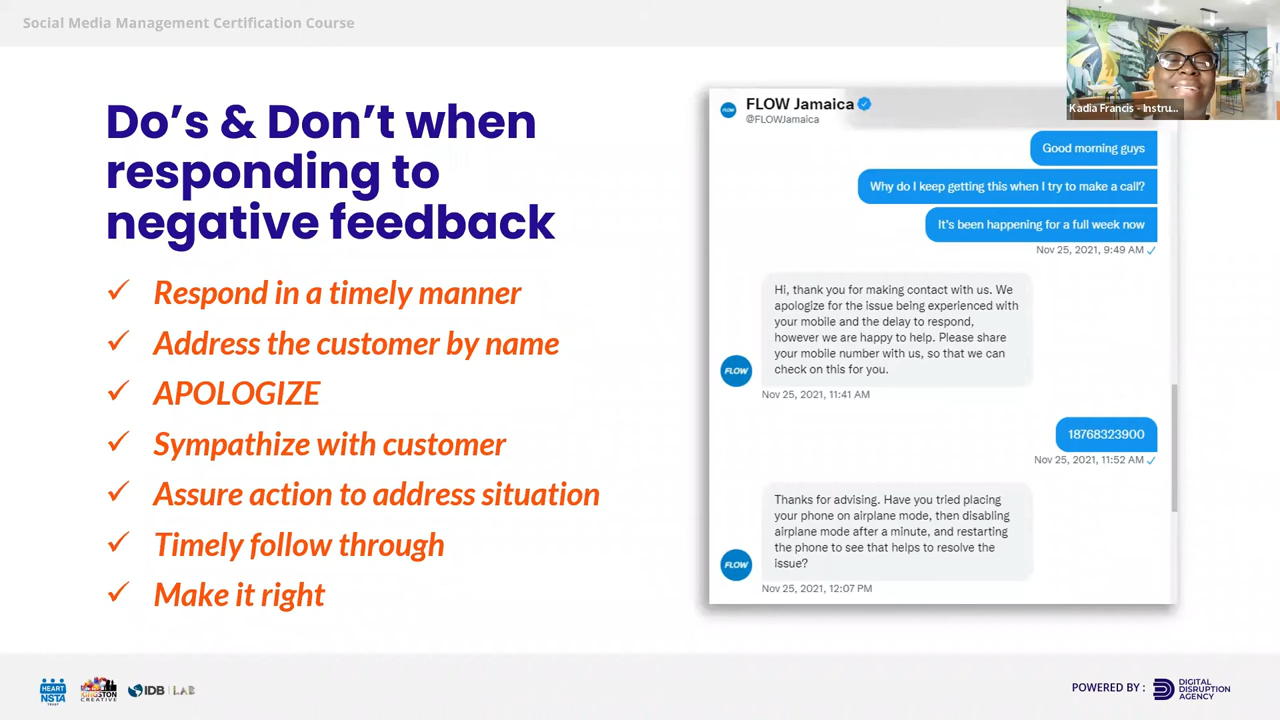 Social Media Management Certification Course
Do's & Don't when
responding to
negative feedback
✓ Respond in a timely manner
✓ Address the customer by name
✓ APOLOGIZE
✓ Sympathize with customer
✓ Assure action to address situation
✓ Timely follow through
✓ Make it right
FLOW
FLOW Jamaica
@FLOWJamaica
Good morning guys
Why do I keep getting this when I try to make a call?
It's been happening for a full week now
Nov 25, 2021, 9:49 AM ✓
Hi, thank you for making contact with us. We
apologize for the issue being experienced with
your mobile and the delay to respond,
however we are happy to help. Please share
your mobile number with us, so that we can
check on this for you.
FLOW
Nov 25, 2021, 11:41 AM
18768323900
Nov 25, 2021, 11:52 AM ✓
Thanks for advising. Have you tried placing
your phone on airplane mode, then disabling
airplane mode after a minute, and restarting
the phone to see that helps to resolve the
issue?
FLOW
Nov 25, 2021, 12:07 PM
Kadia Francis - Instru...
HEART
NSTA
TRUST
KINGSTON
CREATIVE
IDB | LAB
POWERED BY :
DIGITAL
DISRUPTION
AGENCY